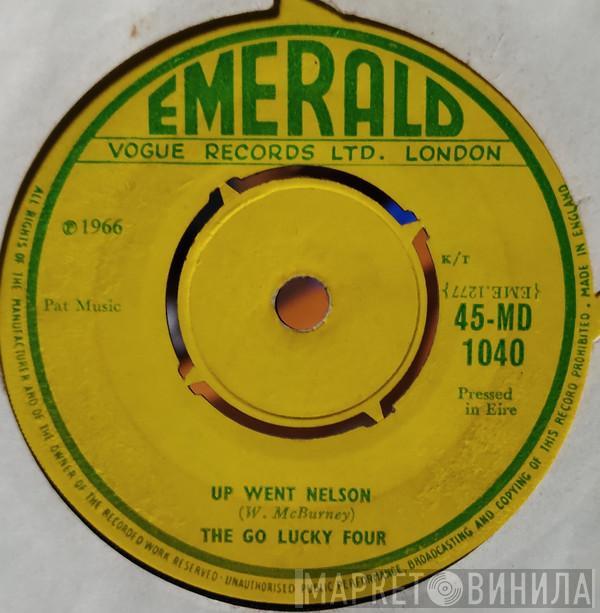 EMERALD
VOGUE RECORDS LTD. LONDON
℗ 1966
K/T
Pat Music
{EME.1277}
45-MD
1040
Pressed
in Eire
UP WENT NELSON
(W. McBurney)
THE GO LUCKY FOUR
ALL RIGHTS OF THE MANUFACTURER AND OF THE OWNER OF THE RECORDED WORK RESERVED · UNAUTHORISED PUBLIC PERFORMANCE, BROADCASTING AND COPYING OF THIS RECORD PROHIBITED · MADE IN ENGLAND
МАРКЕТ ВИНИЛА